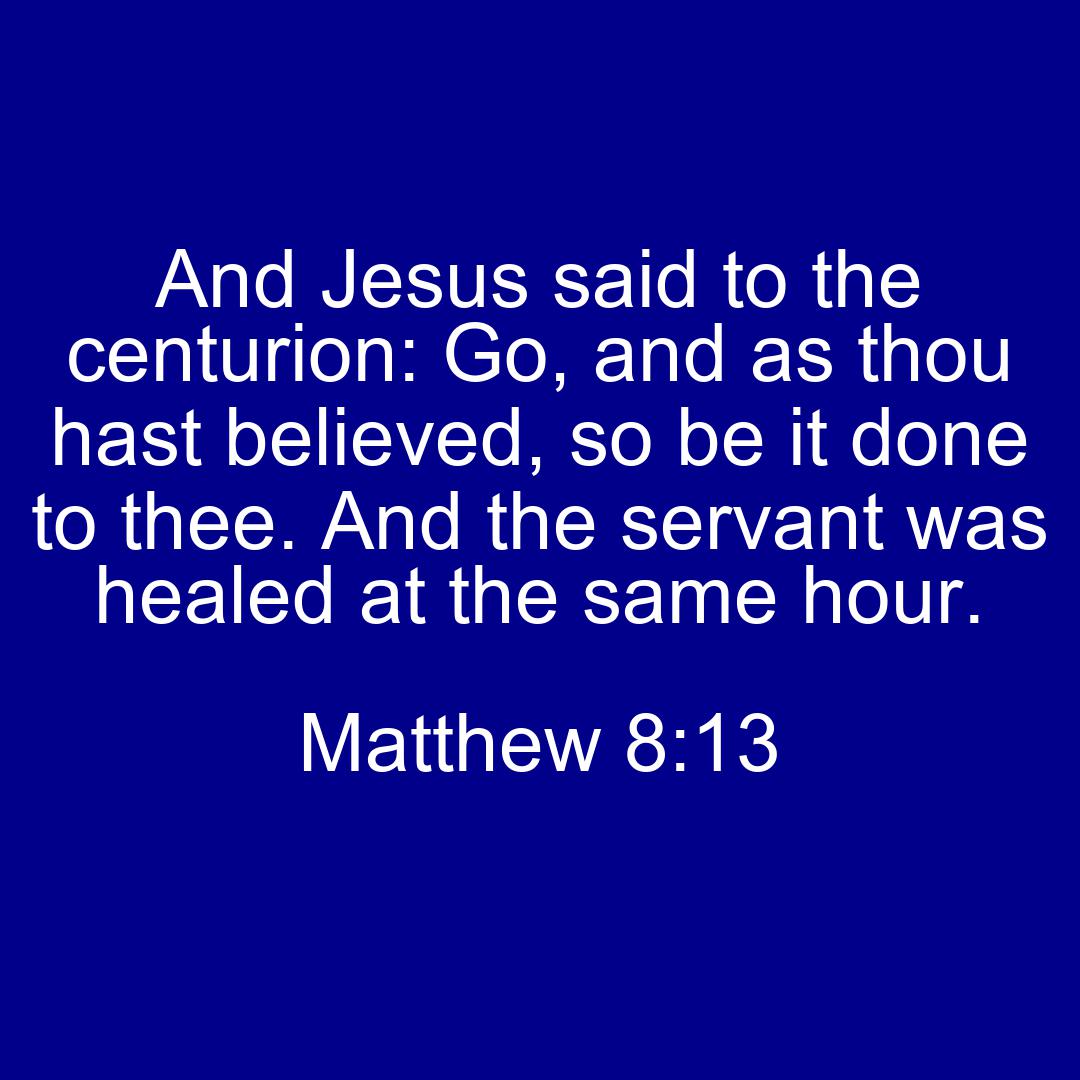 And Jesus said to the
centurion: Go, and as thou
hast believed, so be it done
to thee. And the servant was
healed at the same hour.
Matthew 8:13